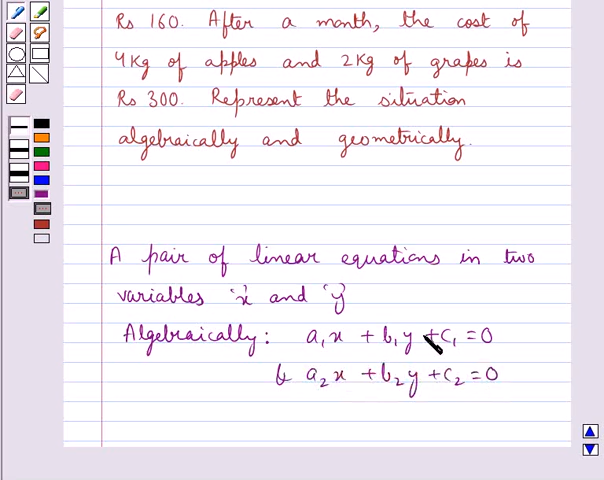 Rs 160. After a month, the cost of
4Kg of apples and 2Kg of grapes is
Rs 300. Represent the situation
algebraically and geometrically.
A pair of linear equations in two
variables 'x' and 'y'
Algebraically: a₁x + b₁y + c₁ = 0
& a₂x + b₂y + c₂ = 0